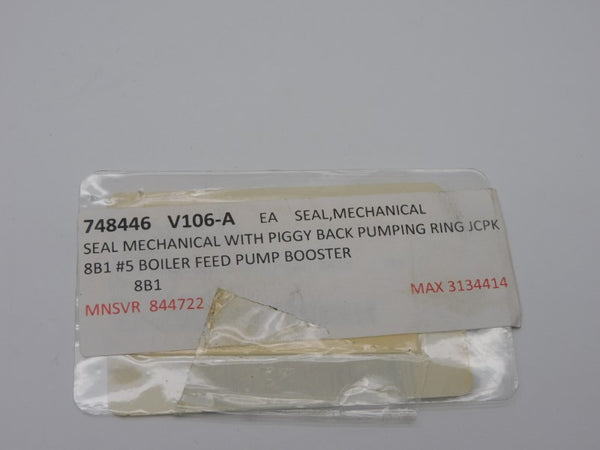 748446 V106-A EA SEAL,MECHANICAL
SEAL MECHANICAL WITH PIGGY BACK PUMPING RING JCPK
8B1 #5 BOILER FEED PUMP BOOSTER
8B1
MNSVR 844722 MAX 3134414